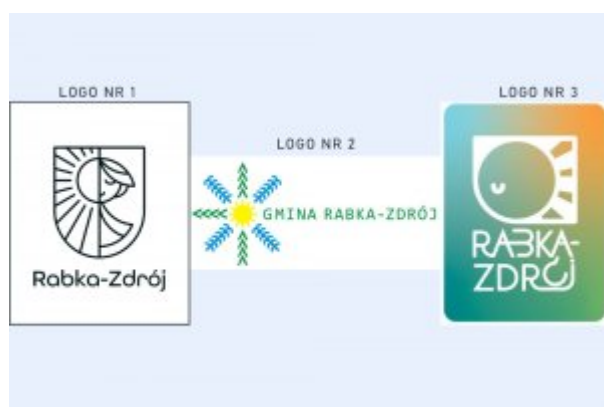 LOGO NR 1
Rabka-Zdrój
LOGO NR 2
GMINA RABKA-ZDRÓJ
LOGO NR 3
RABKA-
ZDRÓJ